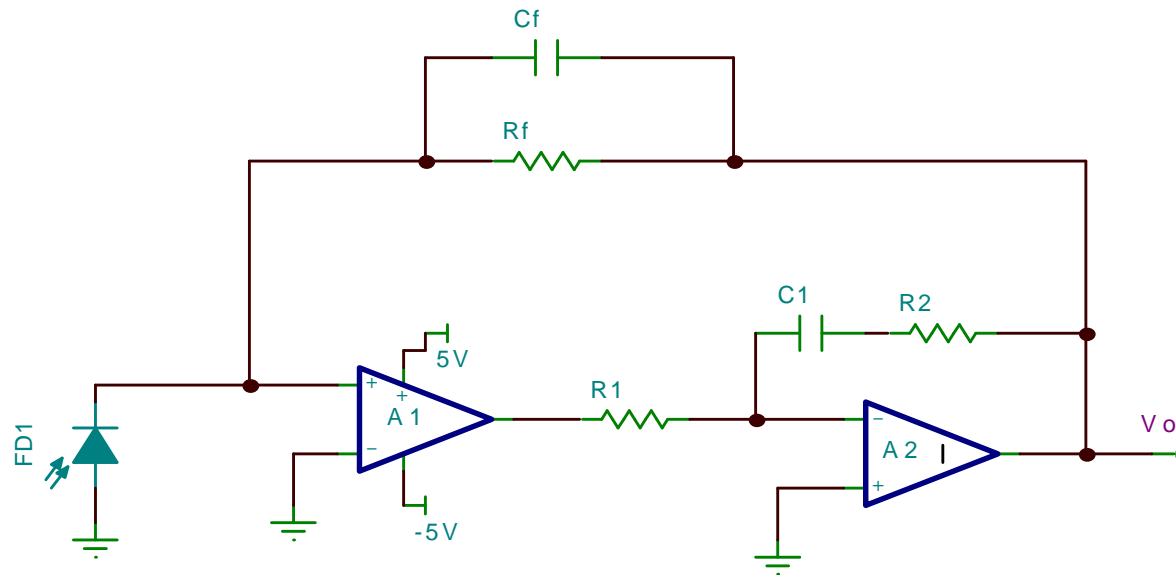 Cf
Rf
C1
R2
5V
+
+
A1
−
R1
−
A2
+
Vo
FD1
-5V